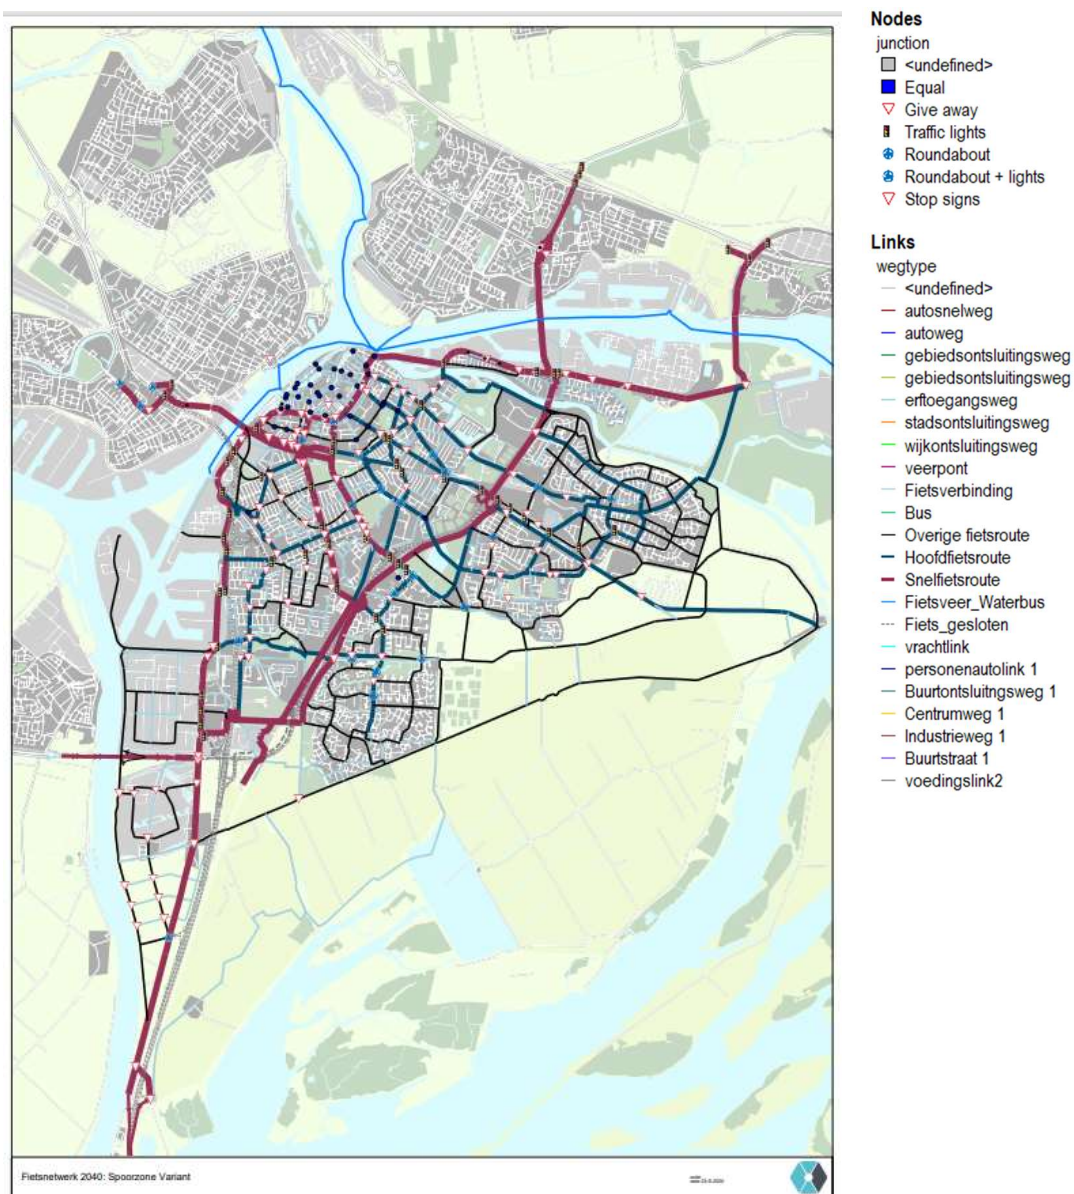 Nodes
junction
<undefined>
Equal
Give away
Traffic lights
Roundabout
Roundabout + lights
Stop signs
Links
wegtype
<undefined>
autosnelweg
autoweg
gebiedsontsluitingsweg
gebiedsontsluitingsweg
erftoegangsweg
stadsontsluitingsweg
wijkontsluitingsweg
veerpont
Fietsverbinding
Bus
Overige fietsroute
Hoofdfietsroute
Snelfietsroute
Fietsveer_Waterbus
Fiets_gesloten
vrachtlink
personenautolink 1
Buurtontsluitngsweg 1
Centrumweg 1
Industrieweg 1
Buurtstraat 1
voedingslink2
Fietsnetwerk 2040: Spoorzone Variant